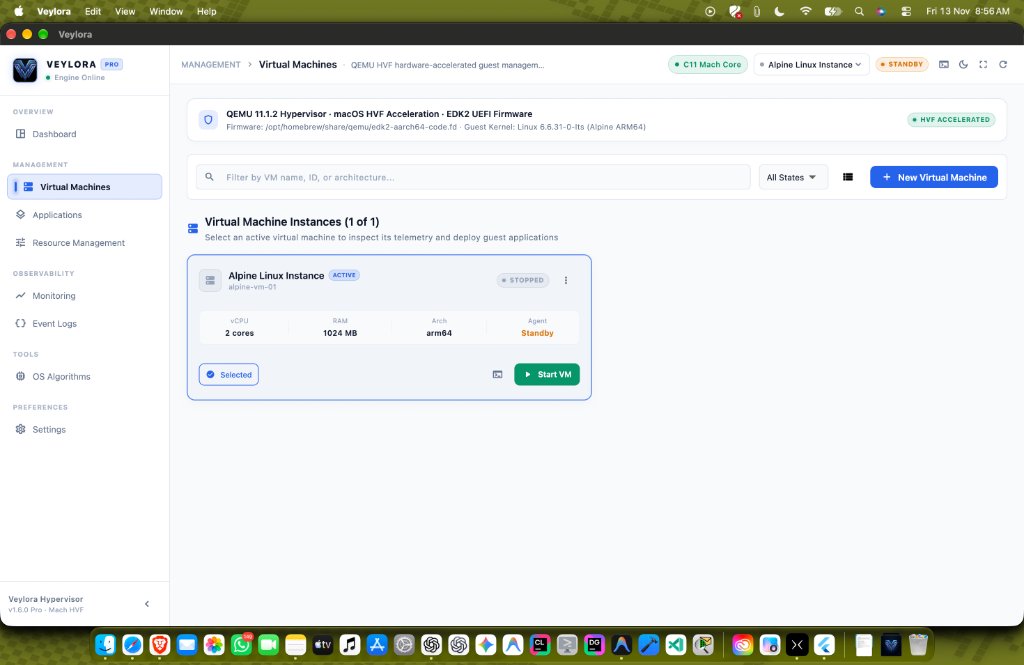 Veylora Edit View Window Help
Fri 13 Nov 8:56 AM
Veylora
VEYLORA PRO
Engine Online
OVERVIEW
Dashboard
MANAGEMENT
Virtual Machines
Applications
Resource Management
OBSERVABILITY
Monitoring
Event Logs
TOOLS
OS Algorithms
PREFERENCES
Settings
Veylora Hypervisor
v1.6.0 Pro · Mach HVF
MANAGEMENT > Virtual Machines · QEMU HVF hardware-accelerated guest managem...
C11 Mach Core
Alpine Linux Instance
STANDBY
QEMU 11.1.2 Hypervisor · macOS HVF Acceleration · EDK2 UEFI Firmware
Firmware: /opt/homebrew/share/qemu/edk2-aarch64-code.fd · Guest Kernel: Linux 6.6.31-0-lts (Alpine ARM64)
HVF ACCELERATED
Filter by VM name, ID, or architecture...
All States
+ New Virtual Machine
Virtual Machine Instances (1 of 1)
Select an active virtual machine to inspect its telemetry and deploy guest applications
Alpine Linux Instance ACTIVE
alpine-vm-01
STOPPED
vCPU RAM Arch Agent
2 cores 1024 MB arm64 Standby
Selected
Start VM
tv
CL
DG